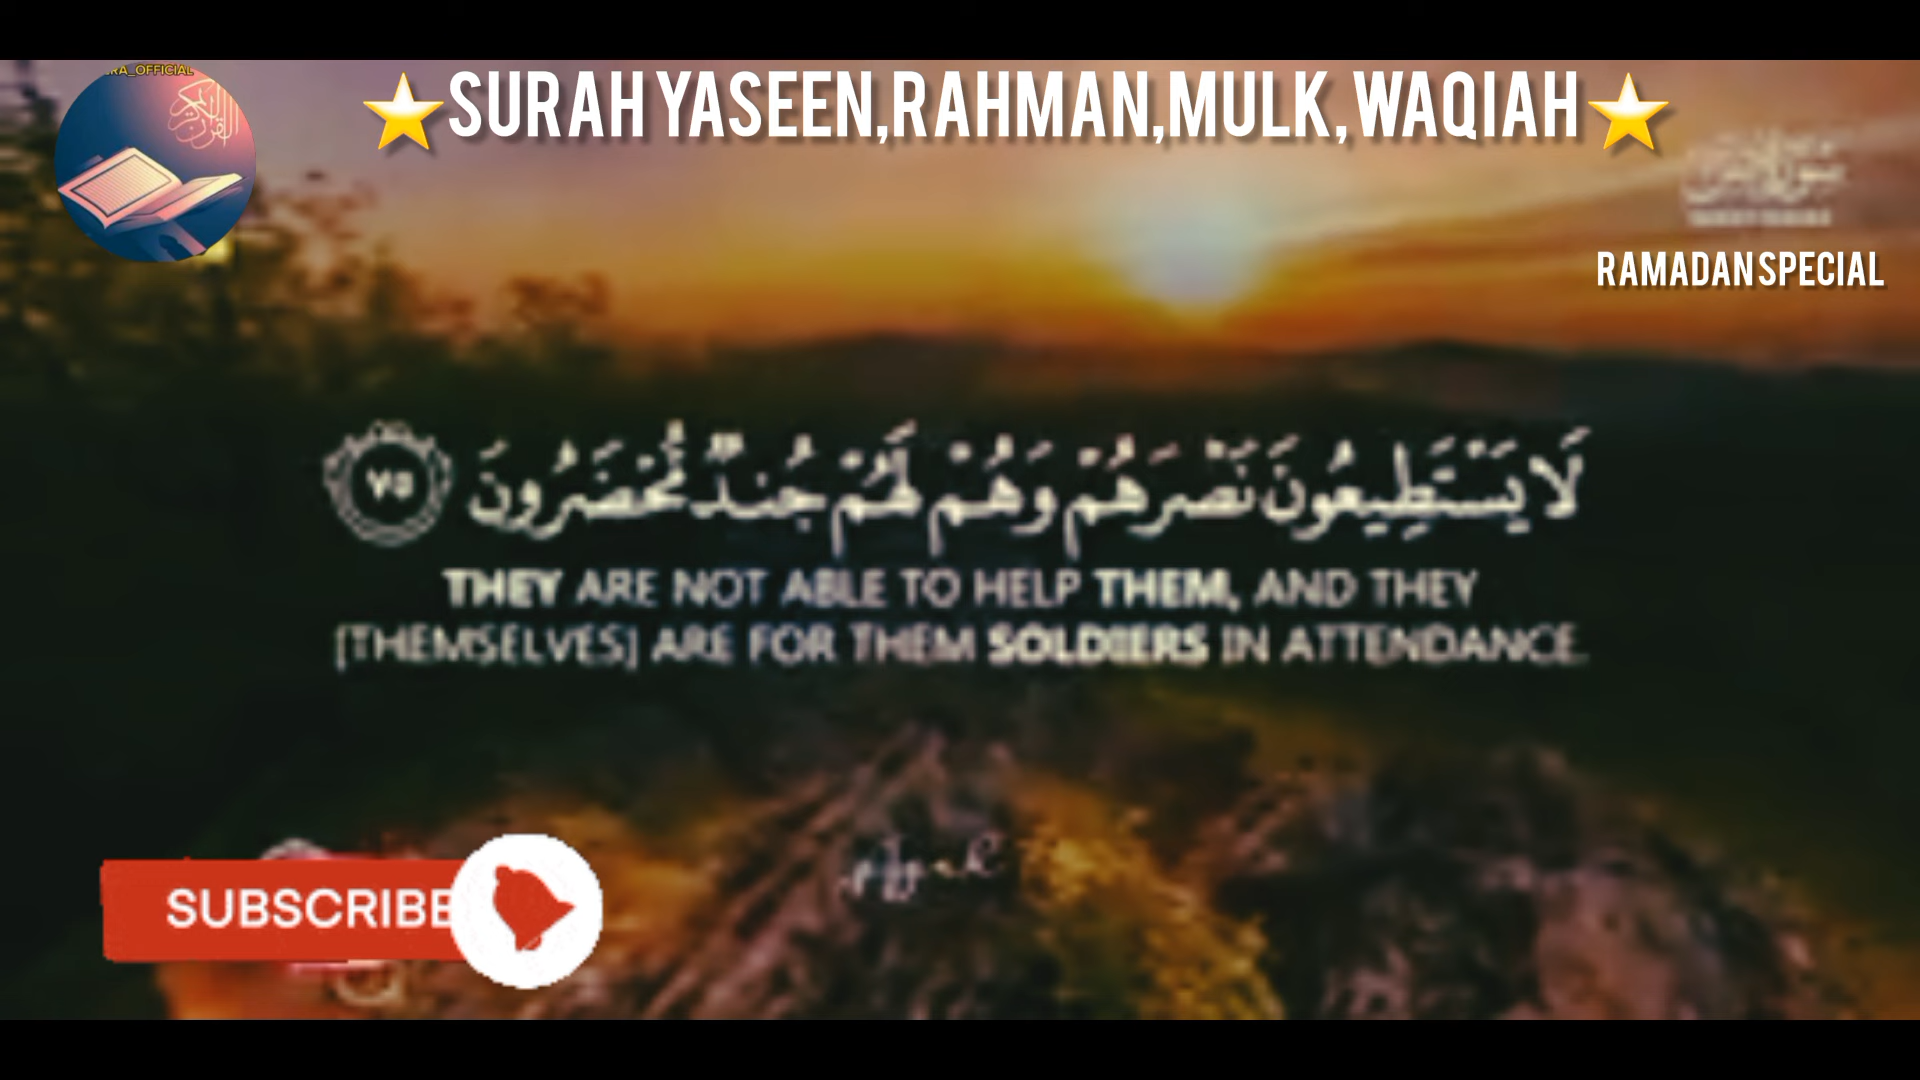 RA_OFFICIAL
⭐SURAH YASEEN,RAHMAN,MULK,WAQIAH⭐
RAMADAN SPECIAL
لَا يَسْتَطِيعُونَ نَصْرَهُمْ وَهُمْ لَهُمْ جُندٌ مُّحْضَرُونَ ٧٥
THEY ARE NOT ABLE TO HELP THEM, AND THEY
[THEMSELVES] ARE FOR THEM SOLDIERS IN ATTENDANCE.
SUBSCRIBE